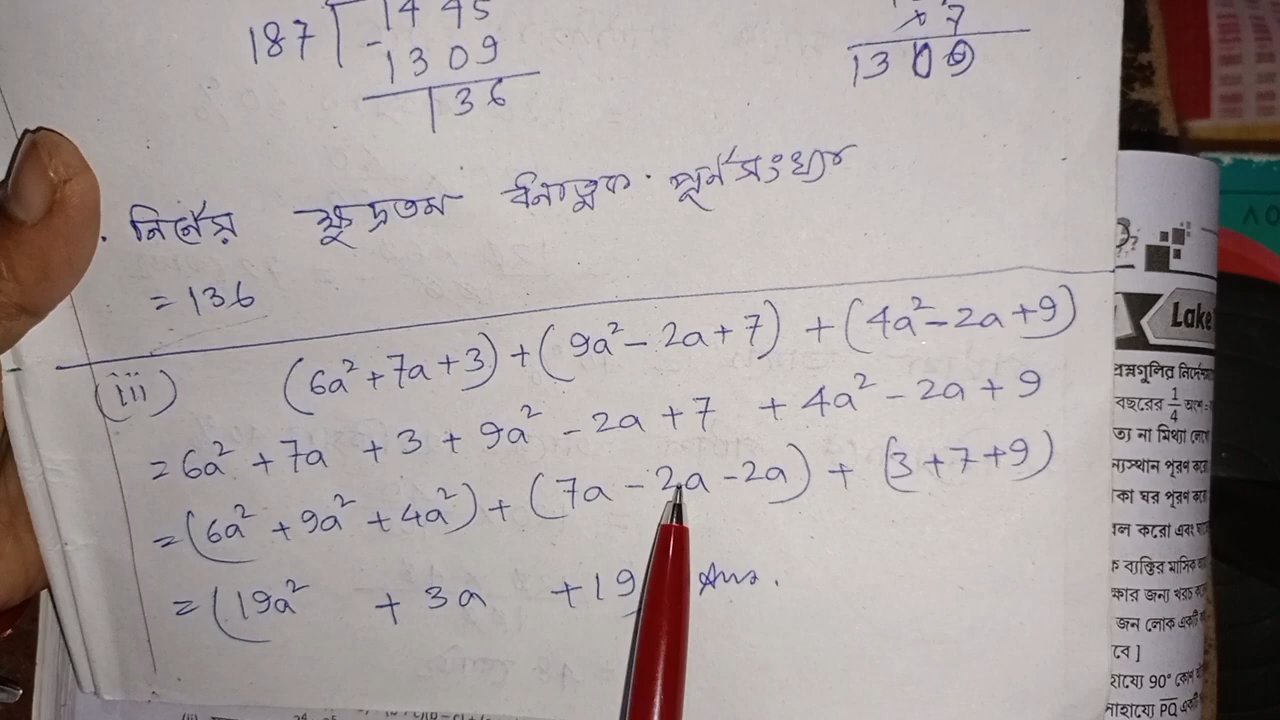 187 1445
-1309
136
x 7
1309
নির্ণেয় ক্ষুদ্রতম ধনাত্মক পূর্ণসংখ্যা
= 136
(iii) (6a² + 7a + 3) + (9a² - 2a + 7) + (4a² - 2a + 9)
= 6a² + 7a + 3 + 9a² - 2a + 7 + 4a² - 2a + 9
= (6a² + 9a² + 4a²) + (7a - 2a - 2a) + (3 + 7 + 9)
= (19a² + 3a + 19 Ans.
Lake
প্রশ্নগুলির
বছরের 1/4 অংশ
ত্য না মিথ্যা
ন্যস্থান পূরণ করে
কা ঘর পূরণ
করো এবং
ক ব্যক্তির মাসিক
জন্য খরচ
জন লোক একটি
বে ]
হায্যে 90° কোণ
সাহায্যে PQ একটি